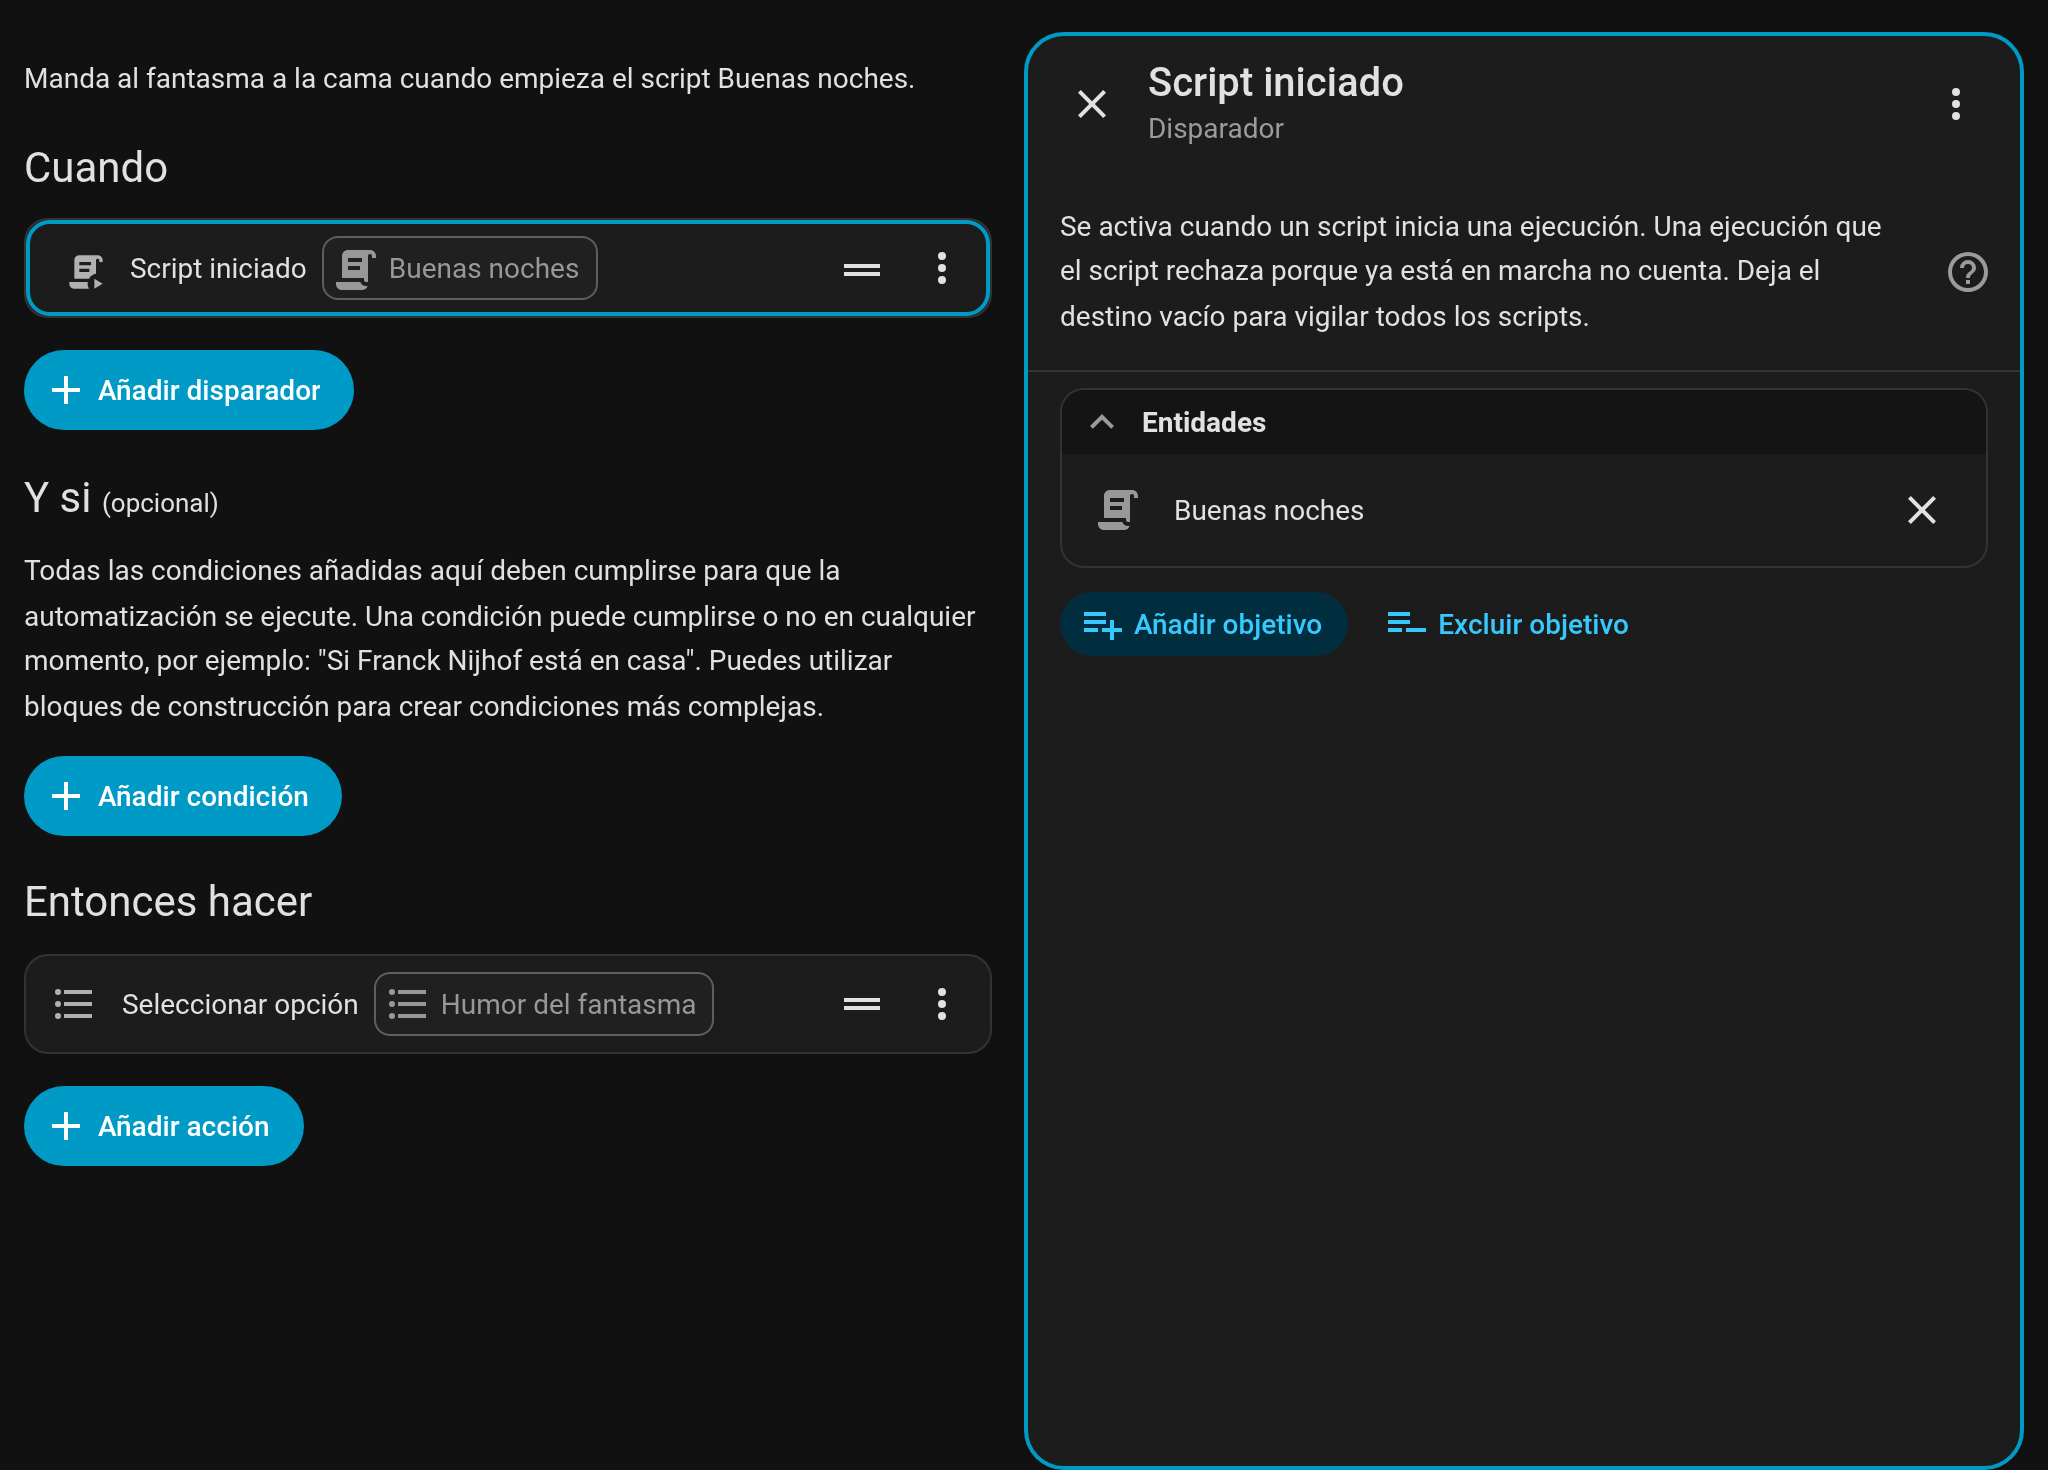 Manda al fantasma a la cama cuando empieza el script Buenas noches.
Cuando
Script iniciado Buenas noches
Añadir disparador
Y si (opcional)
Todas las condiciones añadidas aquí deben cumplirse para que la
automatización se ejecute. Una condición puede cumplirse o no en cualquier
momento, por ejemplo: "Si Franck Nijhof está en casa". Puedes utilizar
bloques de construcción para crear condiciones más complejas.
Añadir condición
Entonces hacer
Seleccionar opción Humor del fantasma
Añadir acción
Script iniciado
Disparador
Se activa cuando un script inicia una ejecución. Una ejecución que
el script rechaza porque ya está en marcha no cuenta. Deja el
destino vacío para vigilar todos los scripts.
Entidades
Buenas noches
Añadir objetivo Excluir objetivo